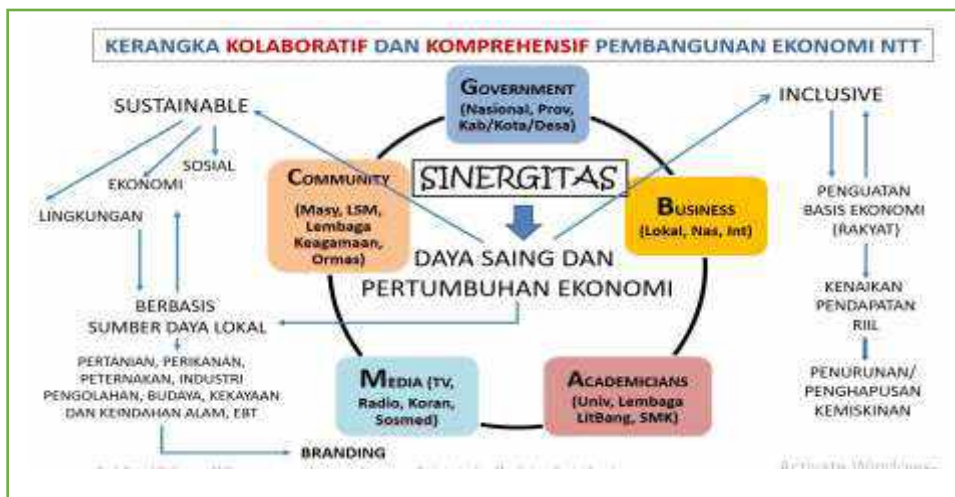 KERANGKA KOLABORATIF DAN KOMPREHENSIF PEMBANGUNAN EKONOMI NTT
GOVERNMENT
(Nasional, Prov,
Kab/Kota/Desa)
SUSTAINABLE
INCLUSIVE
SOSIAL
EKONOMI
LINGKUNGAN
COMMUNITY
(Masy, LSM,
Lembaga
Keagamaan,
Ormas)
SINERGITAS
BUSINESS
(Lokal, Nas, Int)
PENGUATAN
BASIS EKONOMI
(RAKYAT)
DAYA SAING DAN
PERTUMBUHAN EKONOMI
KENAIKAN
PENDAPATAN
RIIL
BERBASIS
SUMBER DAYA LOKAL
PERTANIAN, PERIKANAN,
PETERNAKAN, INDUSTRI
PENGOLAHAN, BUDAYA, KEKAYAAN
DAN KEINDAHAN ALAM, EBT
MEDIA (TV,
Radio, Koran,
Sosmed)
ACADEMICIANS
(Univ, Lembaga
LitBang, SMK)
PENURUNAN/
PENGHAPUSAN
KEMISKINAN
BRANDING
Activate Windows